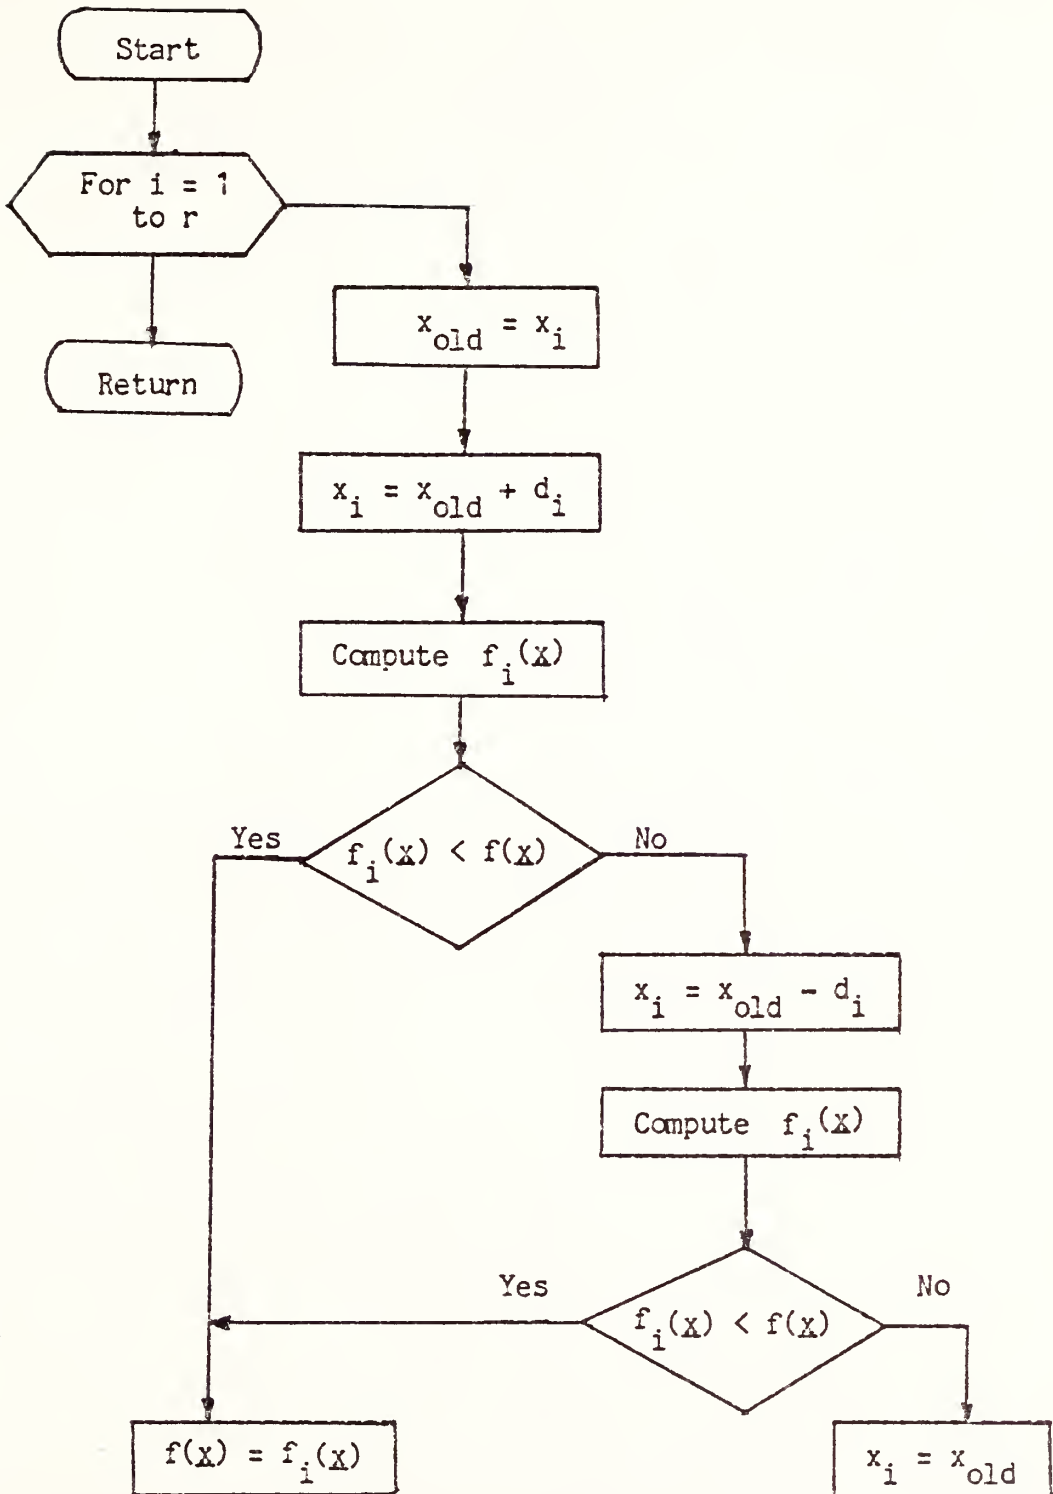 Start
For i = 1
to r
x_old = x_i
Return
x_i = x_old + d_i
Compute f_i(x)
Yes
f_i(x) < f(x)
No
x_i = x_old - d_i
Compute f_i(x)
Yes
f_i(x) < f(x)
No
f(x) = f_i(x)
x_i = x_old